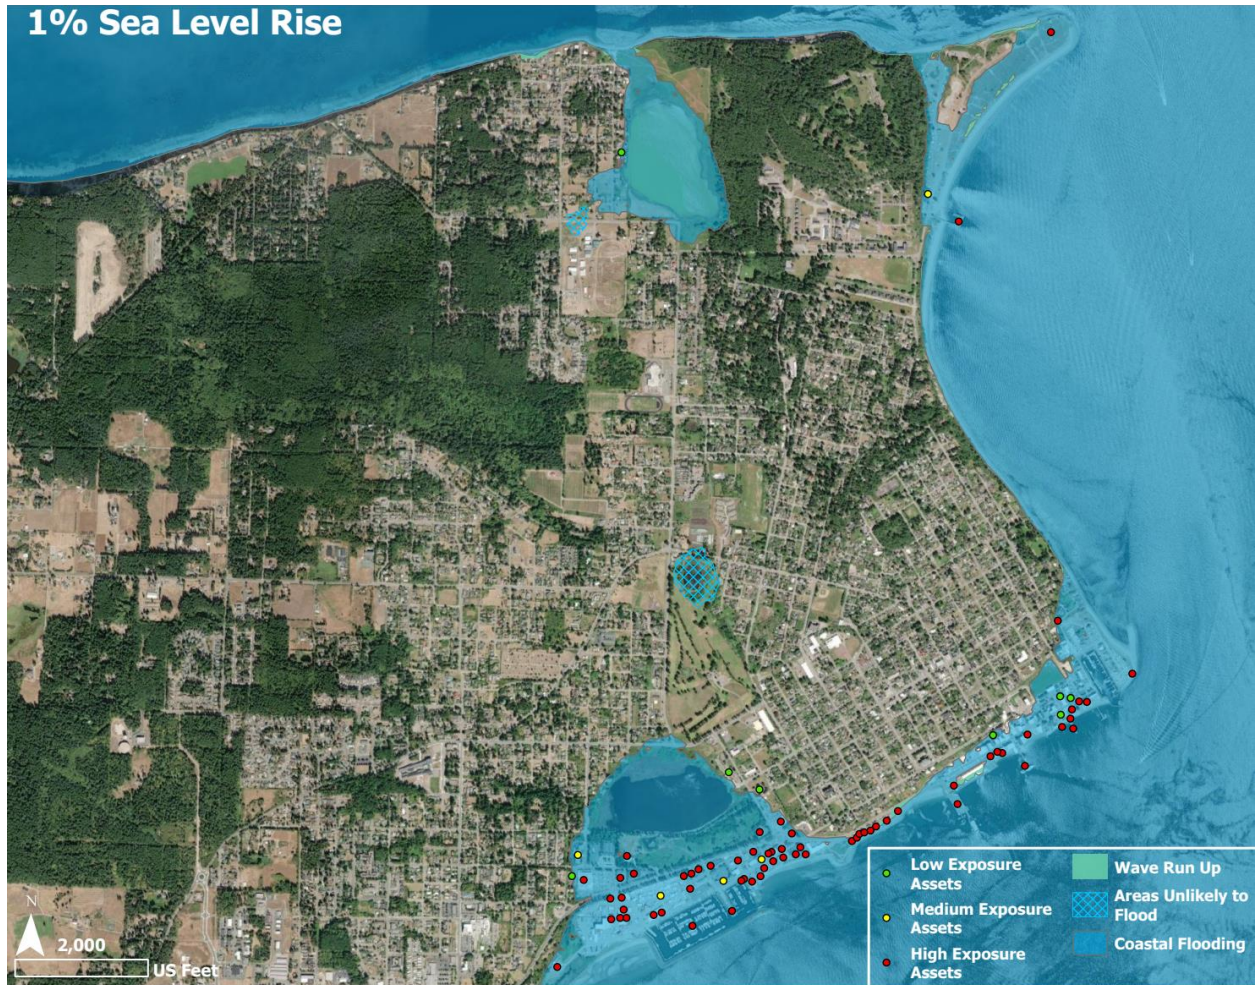 1% Sea Level Rise
Low Exposure
Assets
Medium Exposure
Assets
High Exposure
Assets
Wave Run Up
Areas Unlikely to
Flood
Coastal Flooding
N
2,000
US Feet